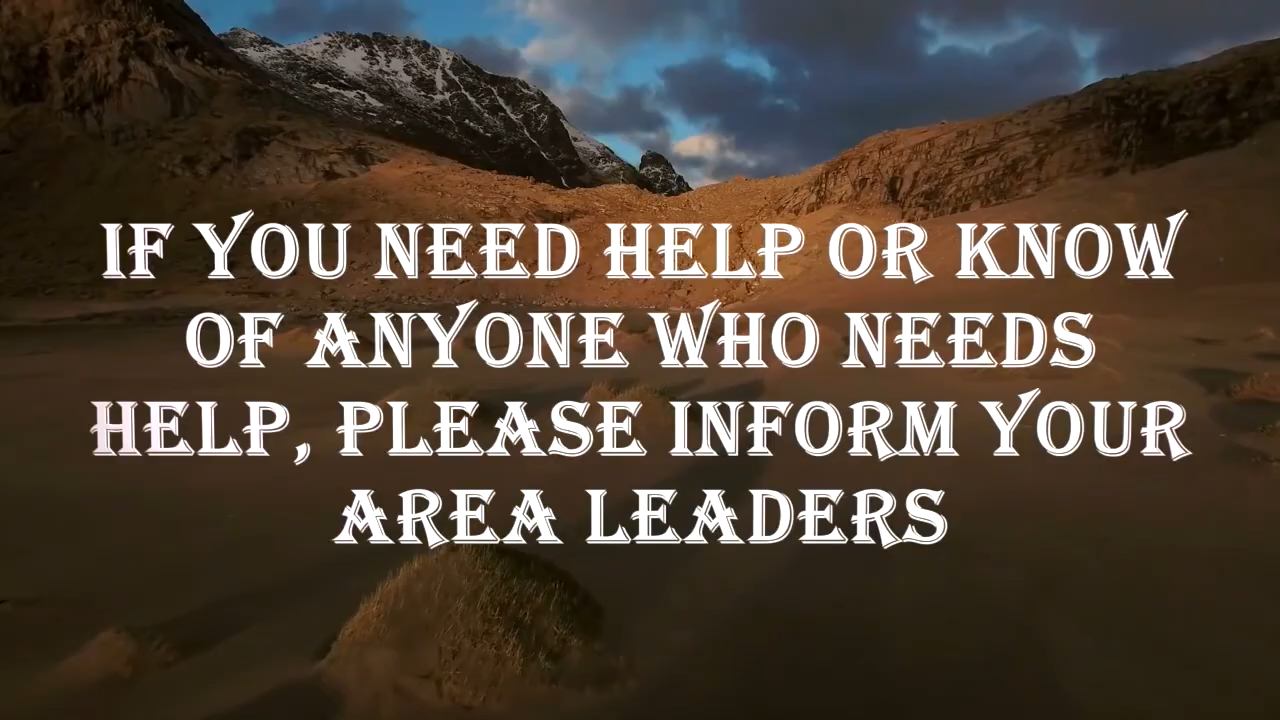 IF YOU NEED HELP OR KNOW
OF ANYONE WHO NEEDS
HELP, PLEASE INFORM YOUR
AREA LEADERS